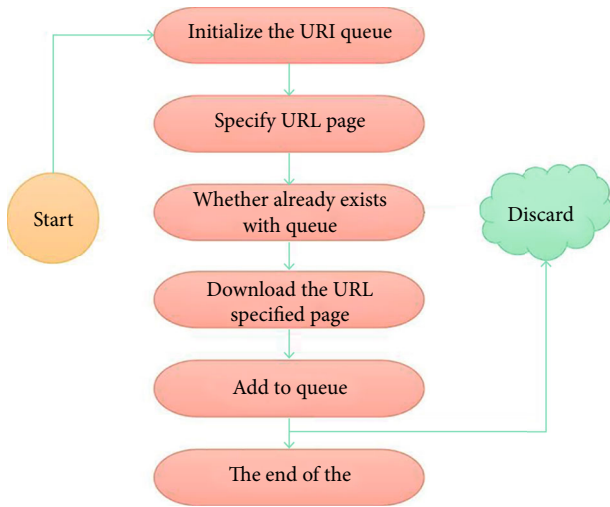 Initialize the URI queue
Specify URL page
Start
Whether already exists
with queue
Discard
Download the URL
specified page
Add to queue
The end of the